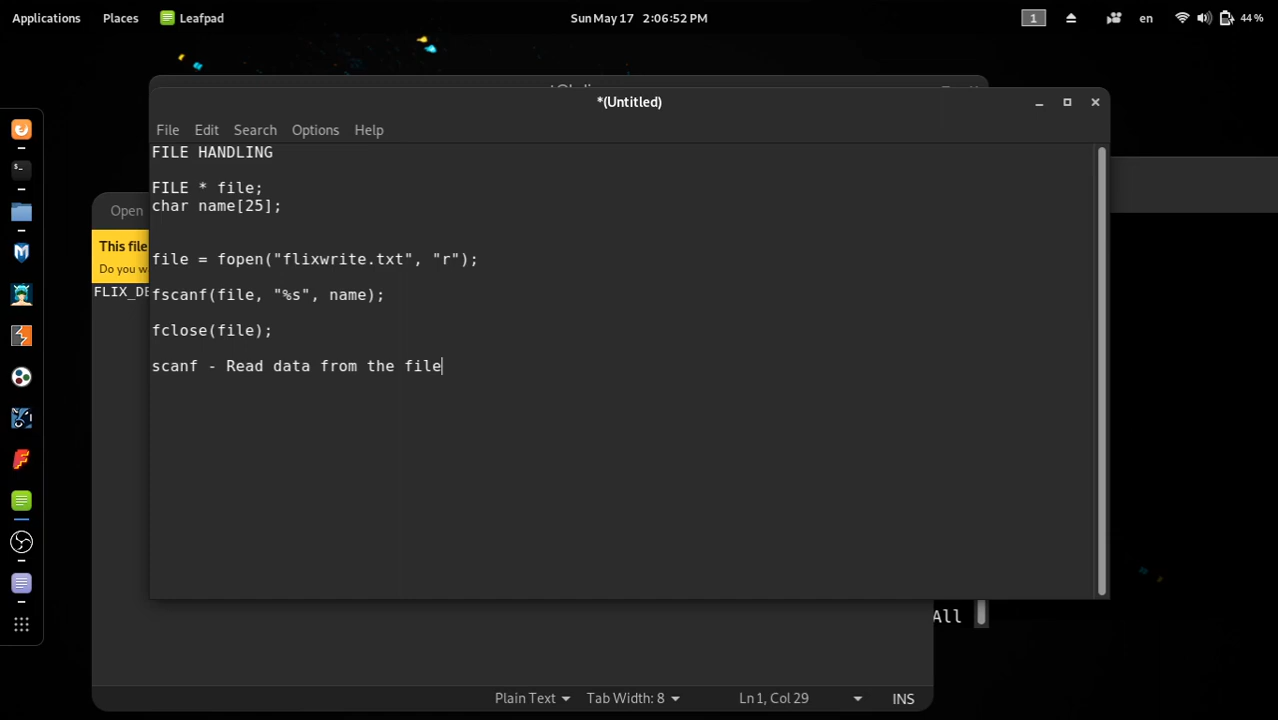 Applications Places Leafpad Sun May 17 2:06:52 PM 1 en 44 %
*(Untitled)
File Edit Search Options Help
FILE HANDLING
FILE * file;
char name[25];
Open
This file
Do you
FLIX_DE
file = fopen("flixwrite.txt", "r");
fscanf(file, "%s", name);
fclose(file);
scanf - Read data from the file
All
Plain Text Tab Width: 8 Ln 1, Col 29 INS